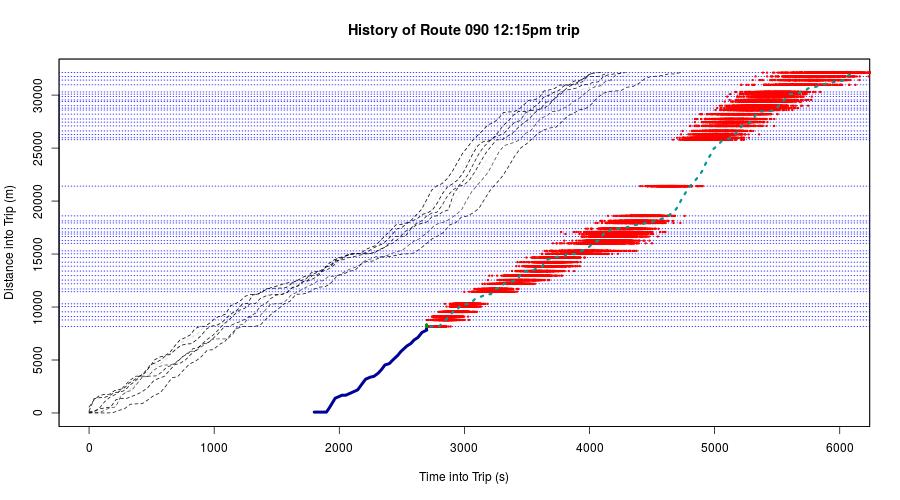 History of Route 090 12:15pm trip
Distance into Trip (m)
30000
25000
20000
15000
10000
5000
0
0 1000 2000 3000 4000 5000 6000
Time into Trip (s)